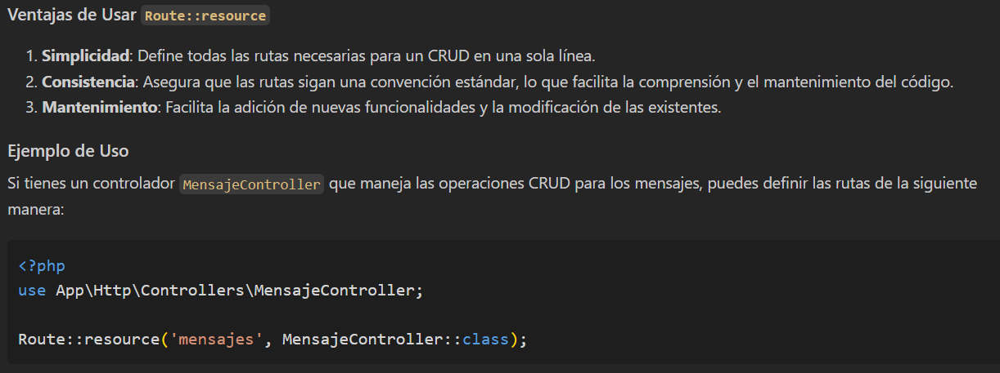 Ventajas de Usar Route::resource
1. Simplicidad: Define todas las rutas necesarias para un CRUD en una sola línea.
2. Consistencia: Asegura que las rutas sigan una convención estándar, lo que facilita la comprensión y el mantenimiento del código.
3. Mantenimiento: Facilita la adición de nuevas funcionalidades y la modificación de las existentes.
Ejemplo de Uso
Si tienes un controlador MensajeController que maneja las operaciones CRUD para los mensajes, puedes definir las rutas de la siguiente
manera:
<?php
use App\Http\Controllers\MensajeController;
Route::resource('mensajes', MensajeController::class);